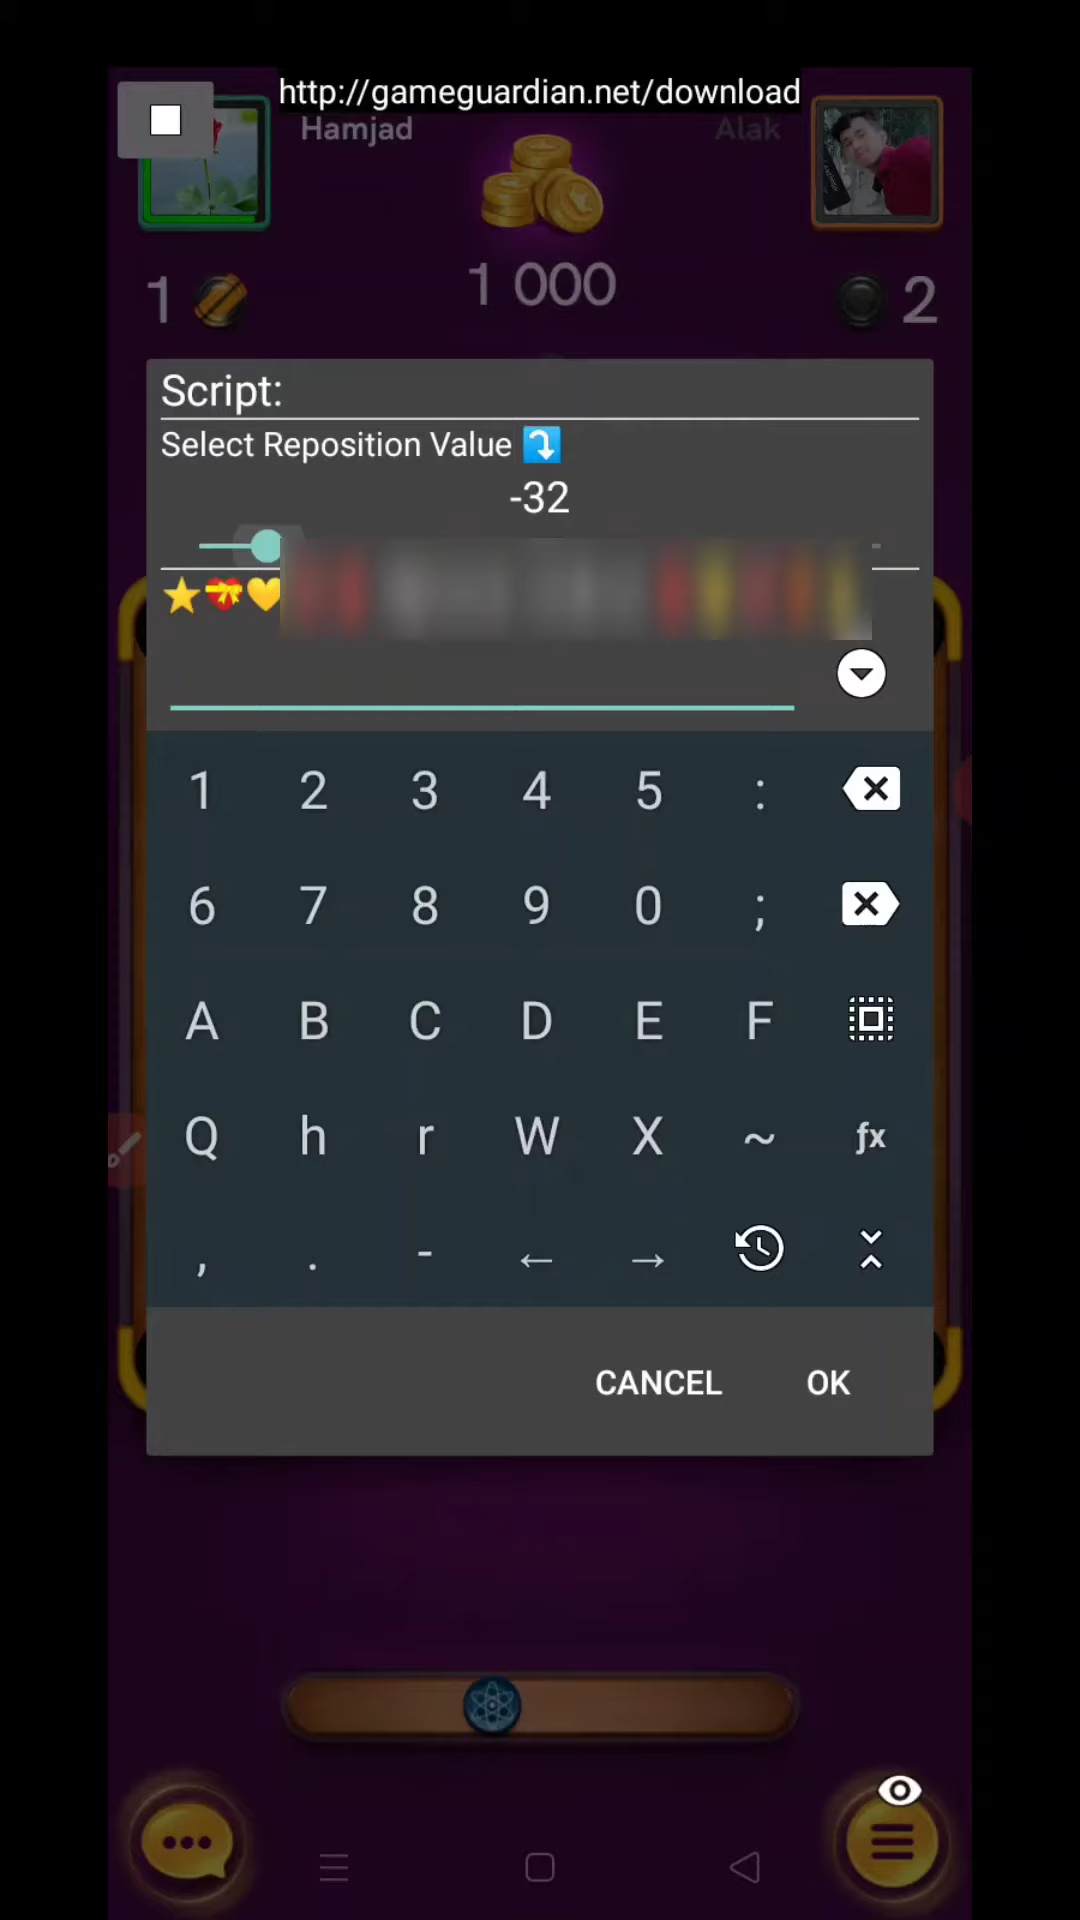 http://gameguardian.net/download
Hamjad
Alak
1
1 000
2
Script:
Select Reposition Value ⤵️
-32
⭐💝💛
1 2 3 4 5 :
6 7 8 9 0 ;
A B C D E F
Q h r W X ~ fx
, . - ← →
CANCEL OK